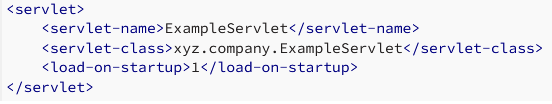 <servlet>
    <servlet-name>ExampleServlet</servlet-name>
    <servlet-class>xyz.company.ExampleServlet</servlet-class>
    <load-on-startup>1</load-on-startup>
</servlet>